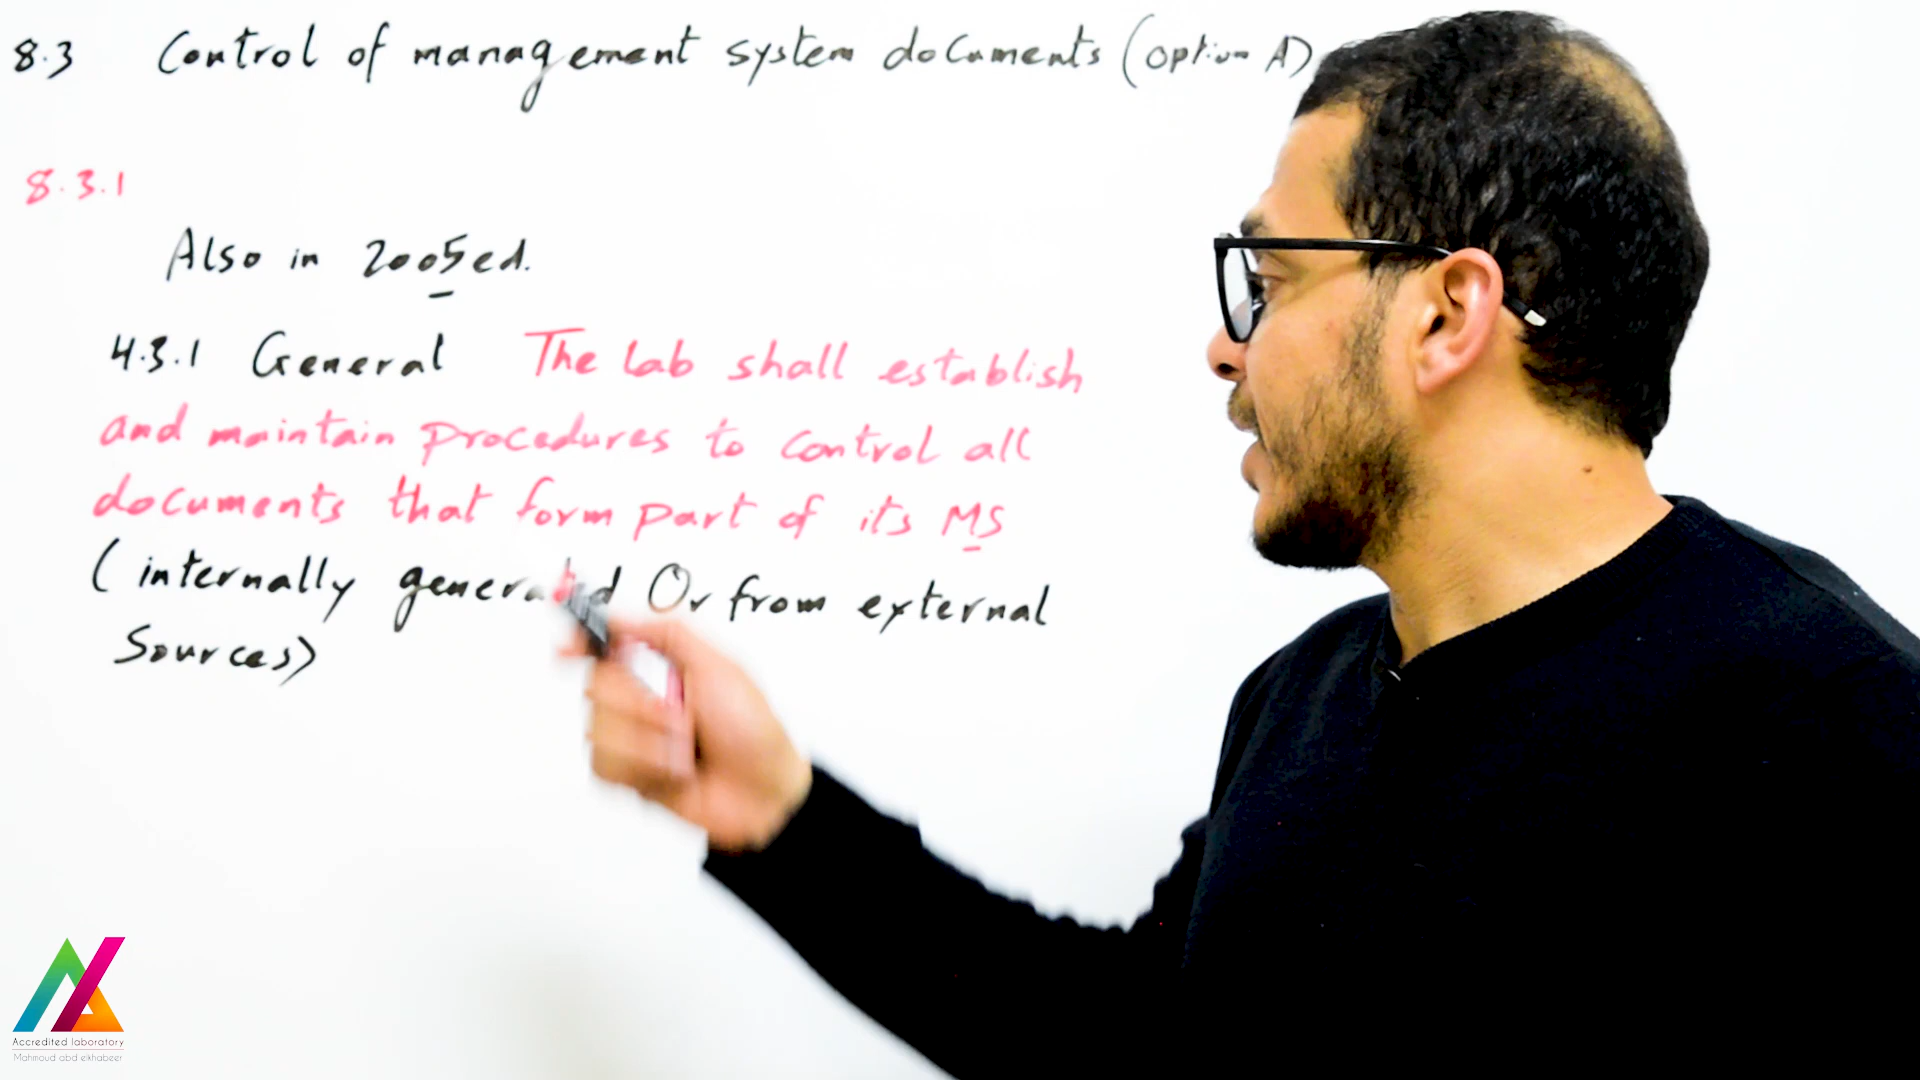 8.3 Control of management system documents (option A)
8.3.1
Also in 2005ed.
4.3.1 General The lab shall establish
and maintain procedures to control all
documents that form part of its MS
(internally generated Or from external
Sources)
Accredited laboratory
Mahmoud abd elkhabeer